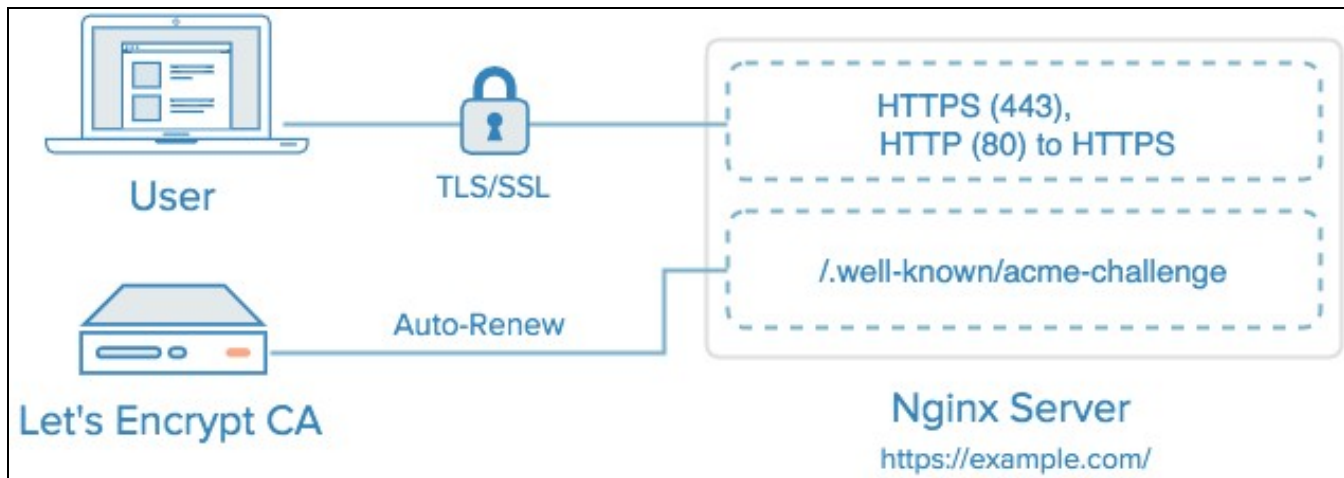 HTTPS (443),
HTTP (80) to HTTPS
TLS/SSL
User
/.well-known/acme-challenge
Auto-Renew
Let's Encrypt CA
Nginx Server
https://example.com/